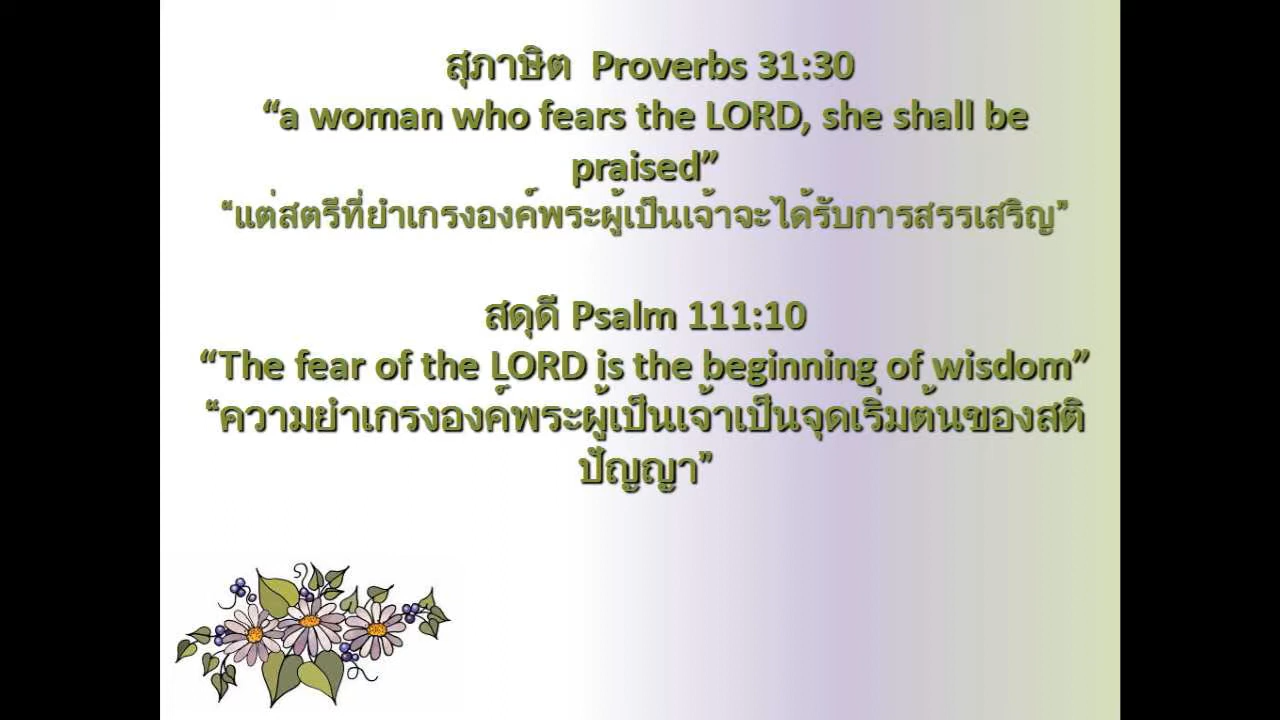 สุภาษิต Proverbs 31:30
“a woman who fears the LORD, she shall be
praised”
“แต่สตรีที่ยำเกรงองค์พระผู้เป็นเจ้าจะได้รับการสรรเสริญ”
สดุดี Psalm 111:10
“The fear of the LORD is the beginning of wisdom”
“ความยำเกรงองค์พระผู้เป็นเจ้าเป็นจุดเริ่มต้นของสติ
ปัญญา”